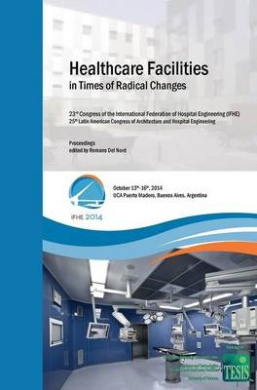 Healthcare Facilities
in Times of Radical Changes
23rd Congress of the International Federation of Hospital Engineering (IFHE)
25th Latin American Congress of Architecture and Hospital Engineering
Proceedings
edited by Romano Del Nord
October 13th-16th, 2014
UCA Puerto Madero, Buenos Aires, Argentina
IFHE 2014
TESIS